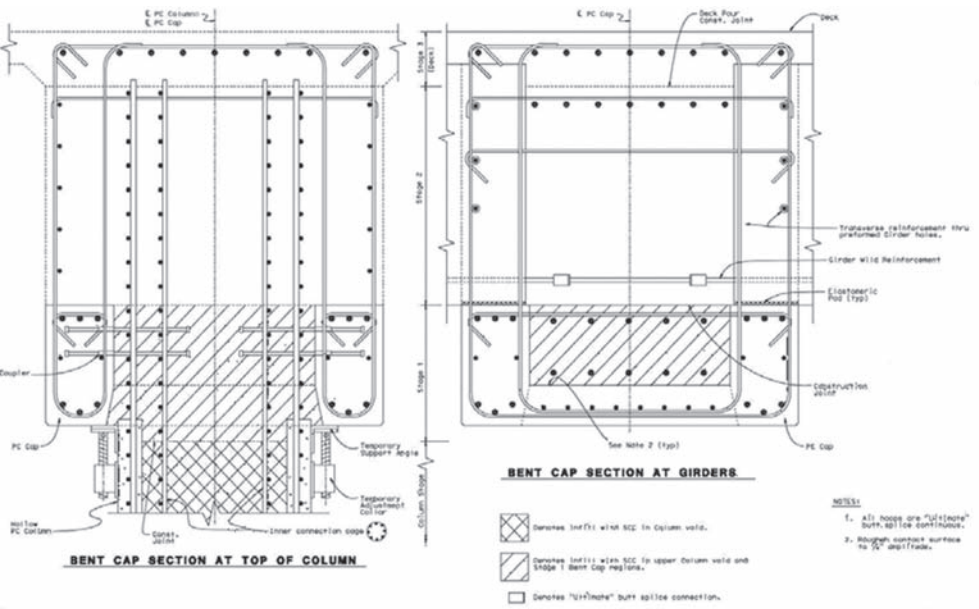 ℄ PC Column
℄ PC Cap
Stage 3
(Deck)
Stage 2
Stage 1
Column Stage
Coupler
PC Cap
Temporary
Support Angle
Temporary
Adjustment
Collar
Hollow
PC Column
Const.
Joint
Inner connection cage
BENT CAP SECTION AT TOP OF COLUMN
℄ PC Cap
Deck Pour
Const. Joint
Deck
Transverse reinforcement thru
preformed Girder holes.
Girder Mild Reinforcement
Elastomeric
Pad (typ)
Construction
Joint
PC Cap
See Note 2 (typ)
BENT CAP SECTION AT GIRDERS
Denotes infill with SCC in Column void.
Denotes infill with SCC in upper Column void and
Stage 1 Bent Cap regions.
Denotes "Ultimate" butt splice connection.
NOTES:
1. All hoops are "Ultimate"
butt splice continuous.
2. Roughen contact surface
to ¼" amplitude.